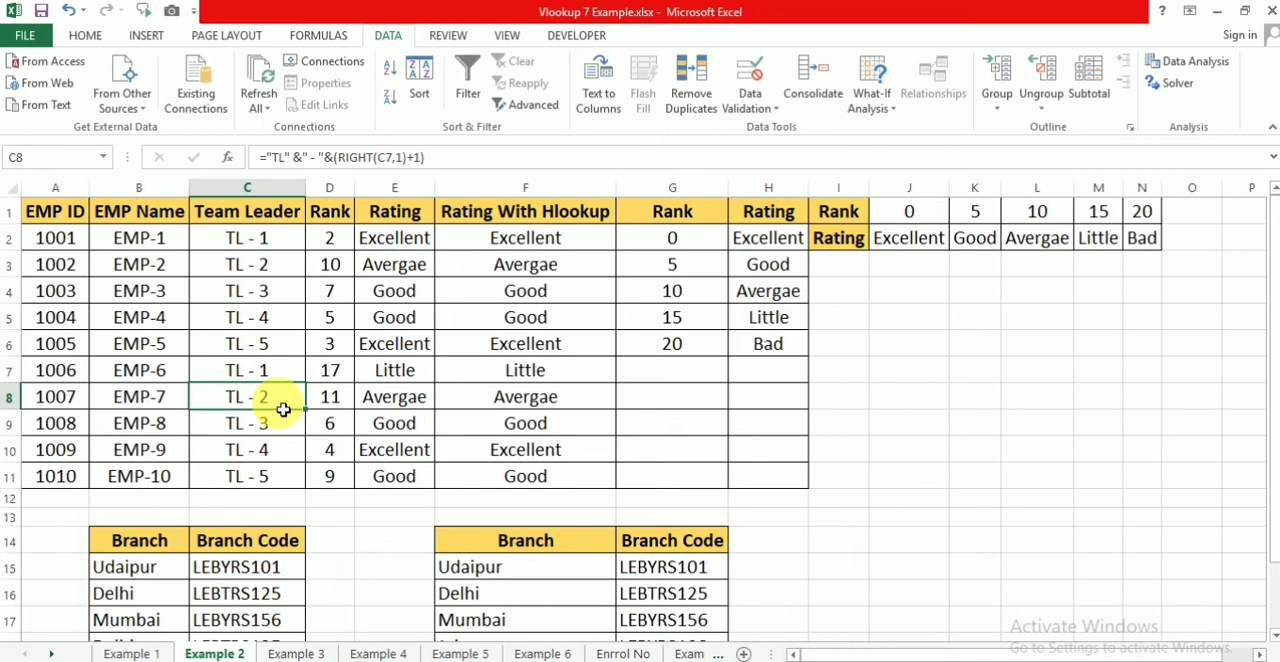 Vlookup 7 Example.xlsx - Microsoft Excel
FILE HOME INSERT PAGE LAYOUT FORMULAS DATA REVIEW VIEW DEVELOPER Sign in
From Access
From Web
From Text
From Other Sources
Existing Connections
Get External Data
Refresh All
Connections
Properties
Edit Links
Connections
Sort
Filter
Clear
Reapply
Advanced
Sort & Filter
Text to Columns
Flash Fill
Remove Duplicates
Data Validation
Consolidate
What-If Analysis
Relationships
Data Tools
Group
Ungroup
Subtotal
Outline
Data Analysis
Solver
Analysis
C8 fx ="TL" &" - "&(RIGHT(C7,1)+1)
A B C D E F G H I J K L M N O P
1 EMP ID EMP Name Team Leader Rank Rating Rating With Hlookup Rank Rating Rank 0 5 10 15 20
2 1001 EMP-1 TL - 1 2 Excellent Excellent 0 Excellent Rating Excellent Good Avergae Little Bad
3 1002 EMP-2 TL - 2 10 Avergae Avergae 5 Good
4 1003 EMP-3 TL - 3 7 Good Good 10 Avergae
5 1004 EMP-4 TL - 4 5 Good Good 15 Little
6 1005 EMP-5 TL - 5 3 Excellent Excellent 20 Bad
7 1006 EMP-6 TL - 1 17 Little Little
8 1007 EMP-7 TL - 2 11 Avergae Avergae
9 1008 EMP-8 TL - 3 6 Good Good
10 1009 EMP-9 TL - 4 4 Excellent Excellent
11 1010 EMP-10 TL - 5 9 Good Good
12
13
14 Branch Branch Code Branch Branch Code
15 Udaipur LEBYRS101 Udaipur LEBYRS101
16 Delhi LEBTRS125 Delhi LEBTRS125
17 Mumbai LEBYRS156 Mumbai LEBYRS156
Activate Windows
Go to Settings to activate Windows.
Example 1 Example 2 Example Example 4 Example 5 Example 6 Enrrol No Exam ...